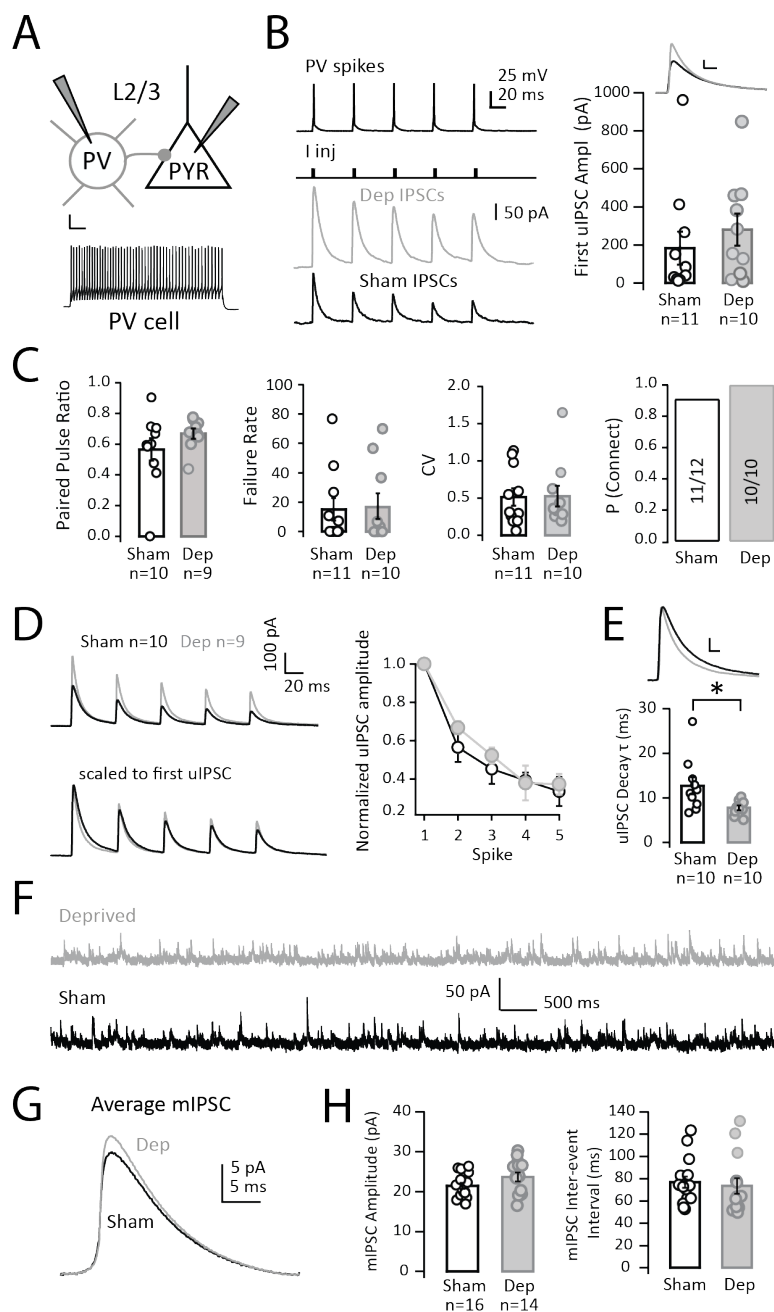 A
L2/3
PV
PYR
PV cell
B
PV spikes
25 mV
20 ms
I inj
Dep IPSCs
50 pA
Sham IPSCs
First uIPSC Ampl (pA)
1000
800
600
400
200
0
Sham
n=11
Dep
n=10
C
Paired Pulse Ratio
1.0
0.8
0.6
0.4
0.2
0.0
Sham
n=10
Dep
n=9
Failure Rate
100
80
60
40
20
0
Sham
n=11
Dep
n=10
CV
2.0
1.5
1.0
0.5
0.0
Sham
n=11
Dep
n=10
P (Connect)
1.0
0.8
0.6
0.4
0.2
0.0
11/12
10/10
Sham
Dep
D
Sham n=10 Dep n=9
100 pA
20 ms
scaled to first uIPSC
Normalized uIPSC amplitude
1.0
0.8
0.6
0.4
0.2
1 2 3 4 5
Spike
E
*
uIPSC Decay τ (ms)
30
20
10
0
Sham
n=10
Dep
n=10
F
Deprived
Sham
50 pA
500 ms
G
Average mIPSC
Dep
Sham
5 pA
5 ms
H
mIPSC Amplitude (pA)
40
30
20
10
0
Sham
n=16
Dep
n=14
mIPSC Inter-event
Interval (ms)
140
120
100
80
60
40
20
0
Sham
Dep